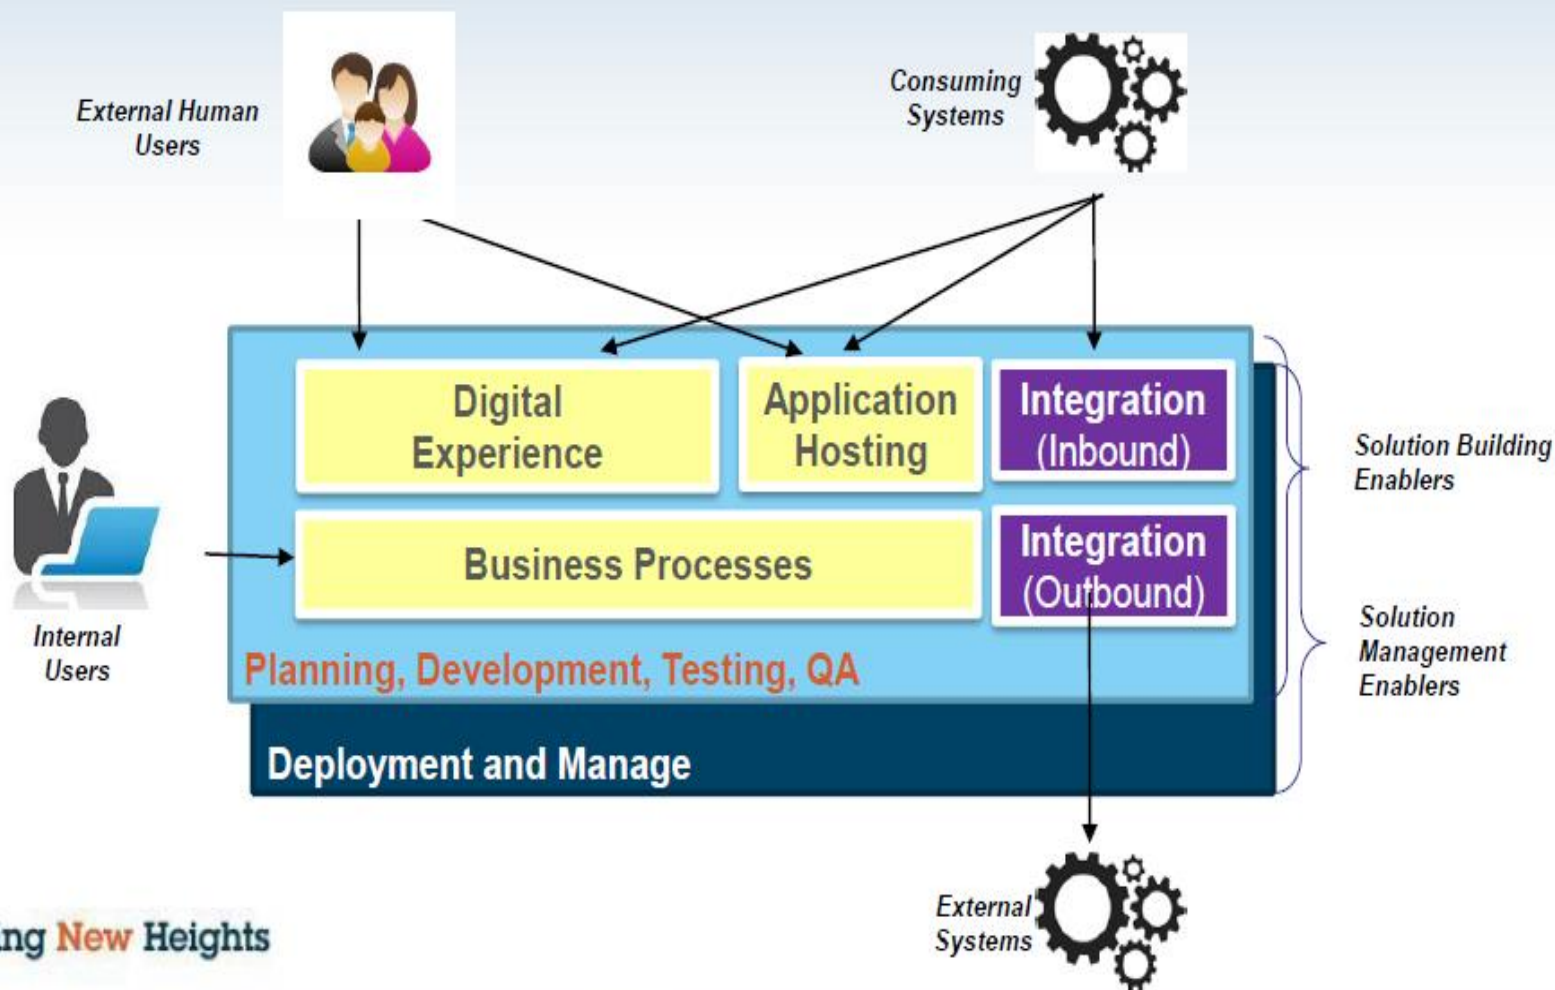 External Human
Users
Consuming
Systems
Digital
Experience
Application
Hosting
Integration
(Inbound)
Solution Building
Enablers
Business Processes
Integration
(Outbound)
Internal
Users
Solution
Management
Enablers
Planning, Development, Testing, QA
Deployment and Manage
External
Systems
New Heights